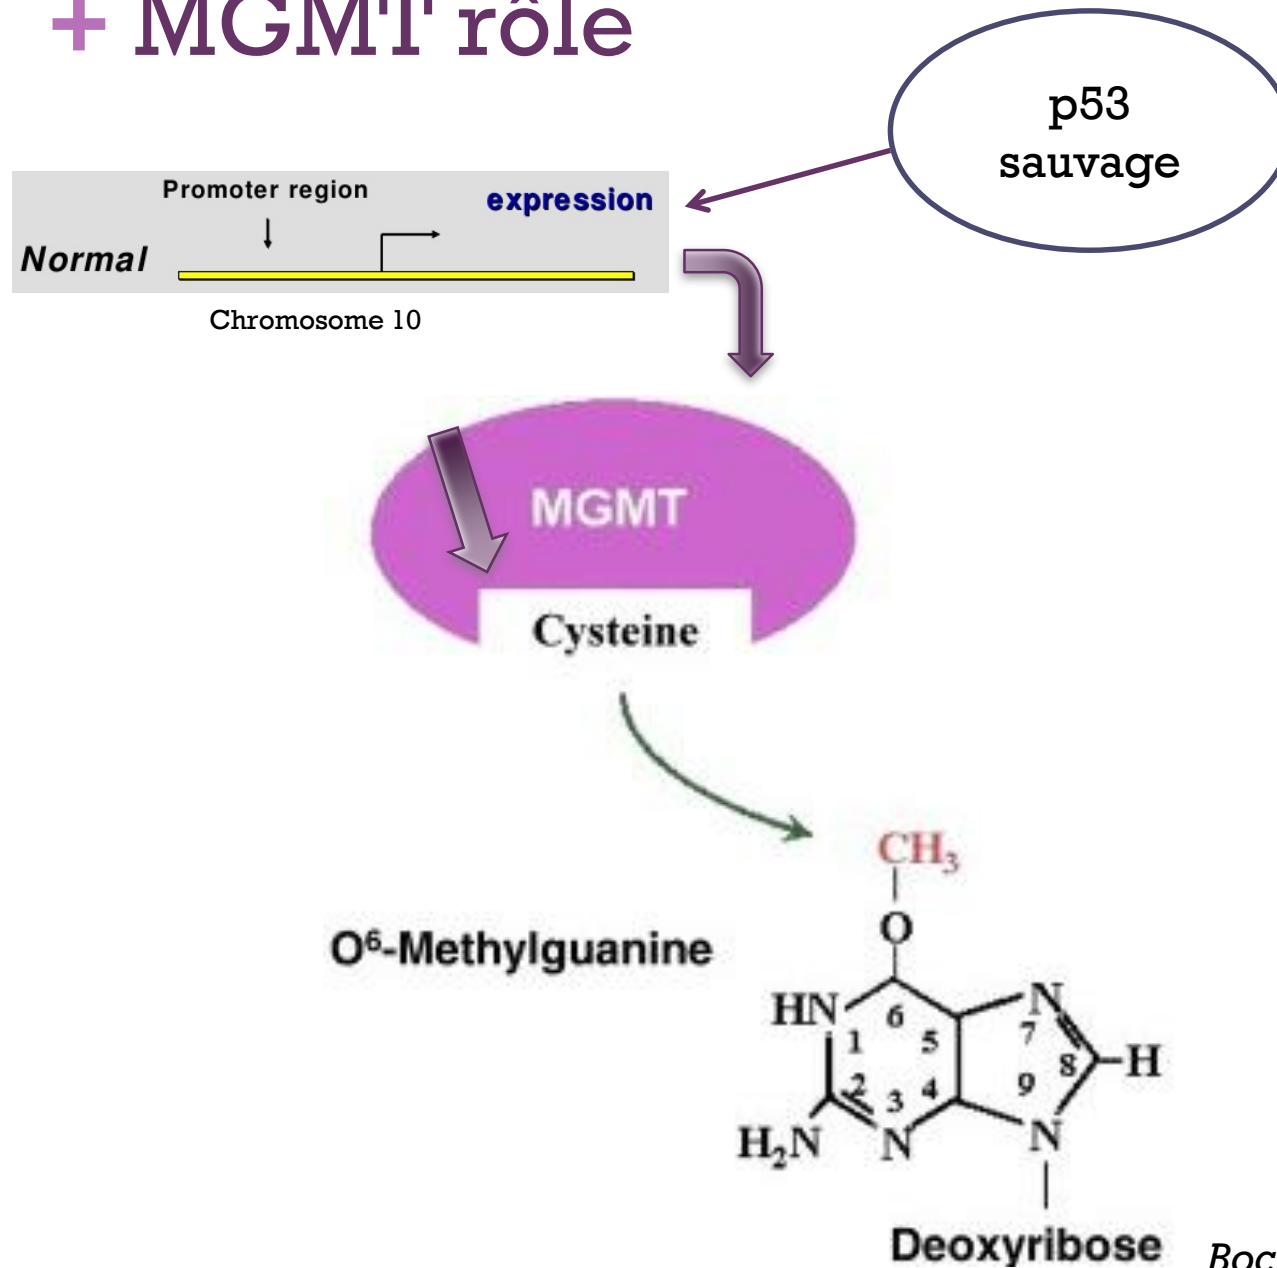 + MGMT rôle
p53
sauvage
Promoter region
expression
Normal
Chromosome 10
MGMT
Cysteine
CH₃
O
O⁶-Methylguanine
HN
N
6
1
5
7
8
H
2
3
4
9
H₂N
N
N
Deoxyribose
Boc